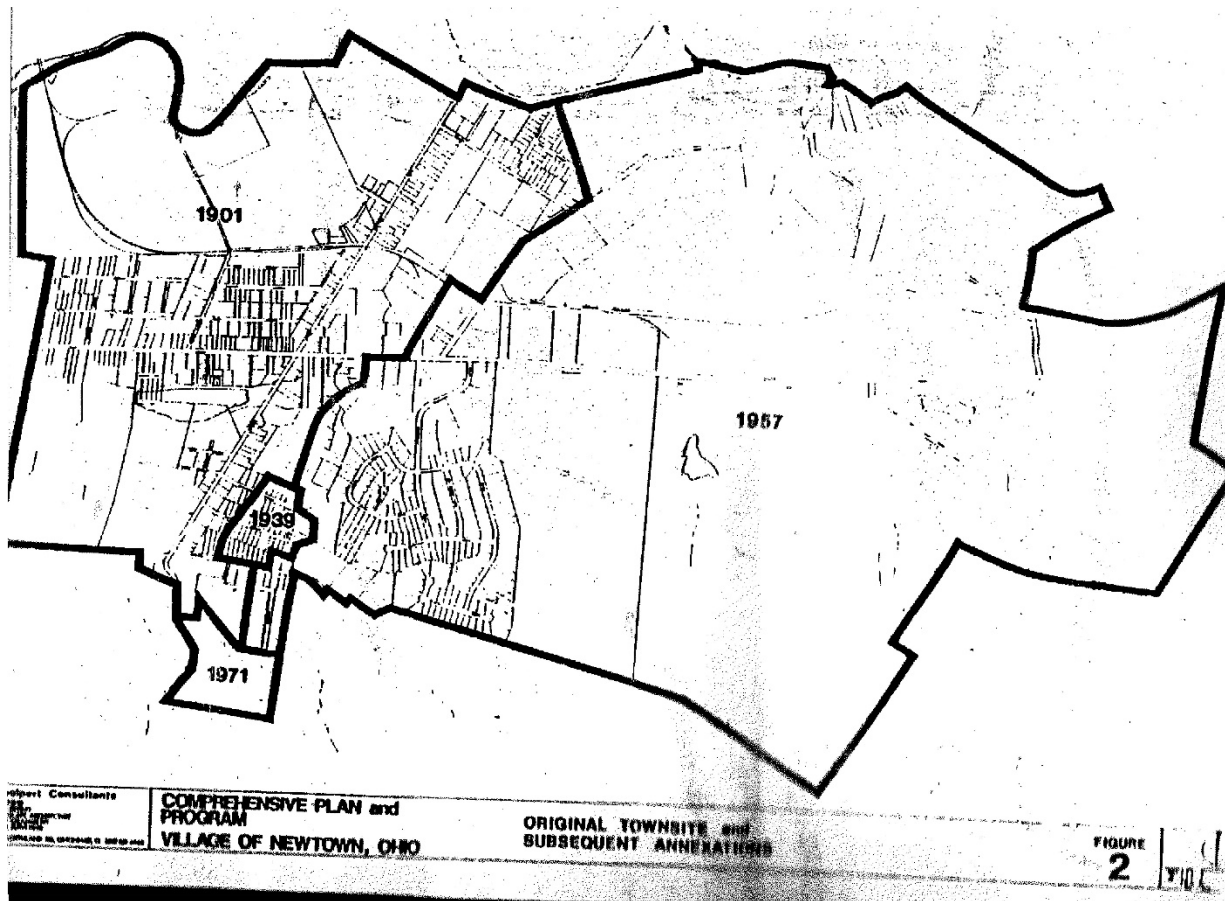 1901
1957
1939
1971
Consultants
COMPREHENSIVE PLAN and
PROGRAM
VILLAGE OF NEWTOWN, OHIO
ORIGINAL TOWNSITE and
SUBSEQUENT ANNEXATIONS
FIGURE
2